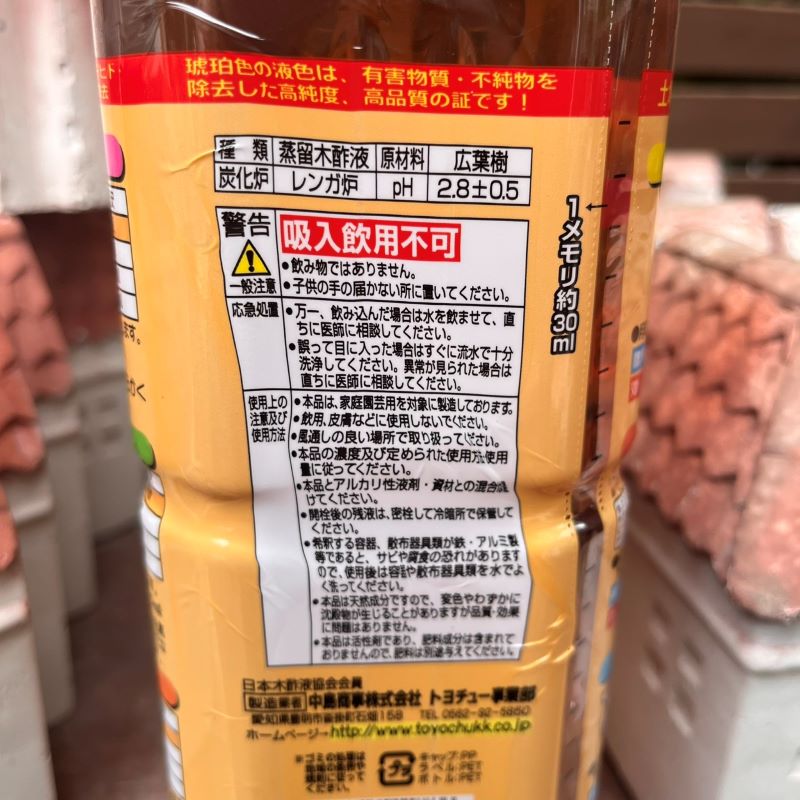 琥珀色の液色は、有害物質・不純物を
除去した高純度、高品質の証です！
種類 蒸留木酢液 原材料 広葉樹
炭化炉 レンガ炉 pH 2.8±0.5
1メモリ約30ml
警告 吸入飲用不可
一般注意
●飲み物ではありません。
●子供の手の届かない所に置いてください。
応急処置
●万一、飲み込んだ場合は水を飲ませて、直
ちに医師に相談してください。
●誤って目に入った場合はすぐに流水で十分
洗浄してください。異常が見られた場合は
直ちに医師に相談してください。
使用上の
注意及び
使用方法
●本品は、家庭園芸用を対象に製造しております。
●飲用、皮膚などに使用しないでください。
●風通しの良い場所で取り扱ってください。
●本品の濃度及び定められた使用方法使用
量に従ってください。
●本品とアルカリ性液剤・資材との混合は
けてください。
●開栓後の残液は、密栓して冷暗所で保管して
ください。
●希釈する容器、散布器具類が鉄・アルミ製
等であると、サビや腐食の恐れがあります
ので、使用後は容器や散布器具類を水でよ
く洗ってください。
●本品は天然成分ですので、変色やわずかに
沈殿物が生じることがありますが品質・効果
に問題はありません。
●本品は活性剤であり、肥料成分は含まれて
おりませんので、肥料は別途与えてください。
日本木酢液協会会員
製造業者 中島商事株式会社 トヨチュー事業部
愛知県豊明市 158 TEL 0562-92-5850
ホームページ→http://www.toyochukk.co.jp
プラ
キャップ:PP
ラベル:PET
ボトル:PET